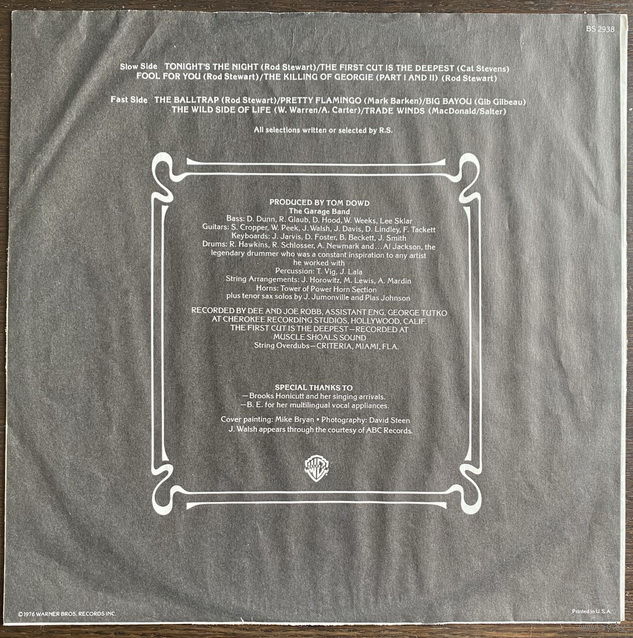 BS 2938
Slow Side TONIGHT'S THE NIGHT (Rod Stewart)/THE FIRST CUT IS THE DEEPEST (Cat Stevens)
FOOL FOR YOU (Rod Stewart)/THE KILLING OF GEORGIE (PART I AND II) (Rod Stewart)
Fast Side THE BALLTRAP (Rod Stewart)/PRETTY FLAMINGO (Mark Barken)/BIG BAYOU (Gib Gilbeau)
THE WILD SIDE OF LIFE (W. Warren/A. Carter)/TRADE WINDS (MacDonald/Salter)
All selections written or selected by R.S.
PRODUCED BY TOM DOWD
The Garage Band
Bass: D. Dunn, R. Glaub, D. Hood, W. Weeks, Lee Sklar
Guitars: S. Cropper, W. Peek, J. Walsh, J. Davis, D. Lindley, F. Tackett
Keyboards: J. Jarvis, D. Foster, B. Beckett, J. Smith
Drums: R. Hawkins, R. Schlosser, A. Newmark and...Al Jackson, the
legendary drummer who was a constant inspiration to any artist
he worked with
Percussion: T. Vig, J. Lala
String Arrangements: J. Horowitz, M. Lewis, A. Mardin
Horns: Tower of Power Horn Section
plus tenor sax solos by J. Jumonville and Plas Johnson
RECORDED BY DEE AND JOE ROBB, ASSISTANT ENG. GEORGE TUTKO
AT CHEROKEE RECORDING STUDIOS, HOLLYWOOD, CALIF.
THE FIRST CUT IS THE DEEPEST—RECORDED AT
MUSCLE SHOALS SOUND
String Overdubs—CRITERIA, MIAMI, FLA.
SPECIAL THANKS TO
—Brooks Honicutt and her singing arrivals.
—B. E. for her multilingual vocal appliances.
Cover painting: Mike Bryan • Photography: David Steen
J. Walsh appears through the courtesy of ABC Records.
©1976 WARNER BROS. RECORDS INC.
Printed in U.S.A.